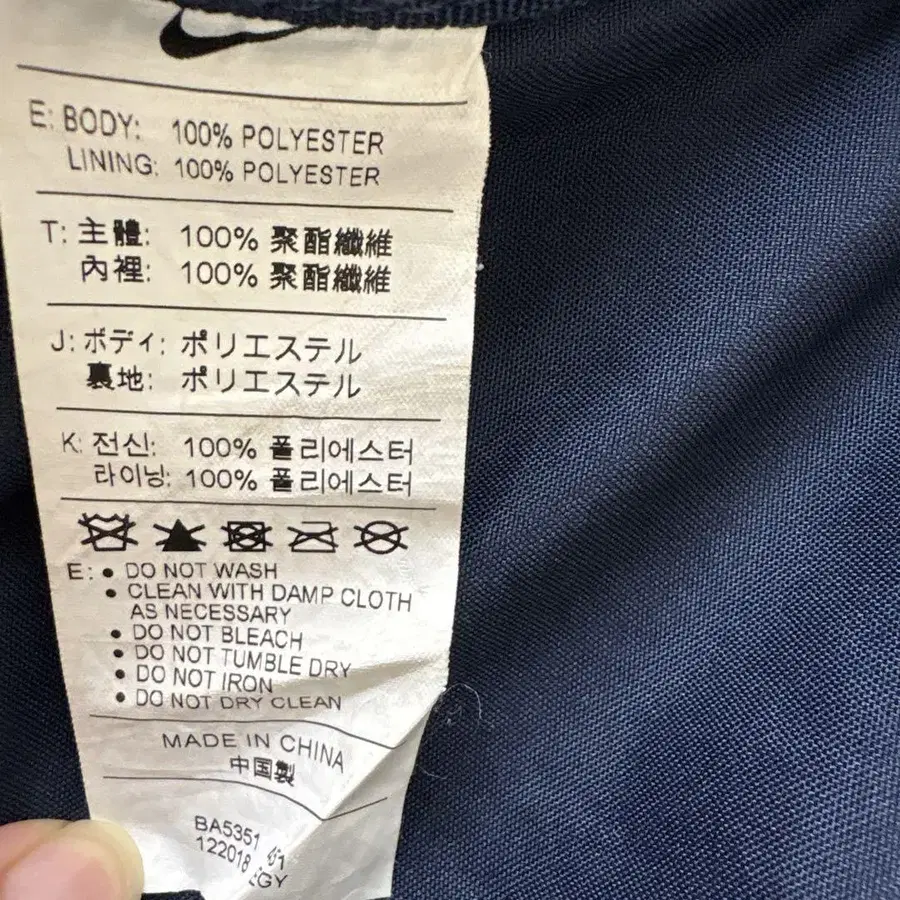 E: BODY: 100% POLYESTER
LINING: 100% POLYESTER
T: 主體: 100% 聚酯纖維
內裡: 100% 聚酯纖維
J: ボディ: ポリエステル
裏地: ポリエステル
K: 전신: 100% 폴리에스터
라이닝: 100% 폴리에스터
E: • DO NOT WASH
• CLEAN WITH DAMP CLOTH
AS NECESSARY
• DO NOT BLEACH
• DO NOT TUMBLE DRY
• DO NOT IRON
• DO NOT DRY CLEAN
MADE IN CHINA
中国製
BA5351
122018